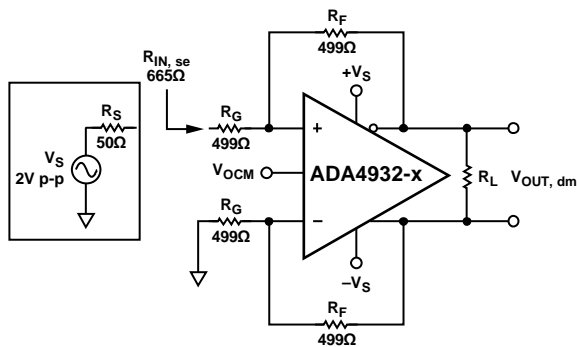 RF
499Ω
RIN, se
665Ω
+VS
RS
50Ω
RG
499Ω
VS
2V p-p
+
VOCM
ADA4932-x
RL
VOUT, dm
RG
499Ω
–
–VS
RF
499Ω